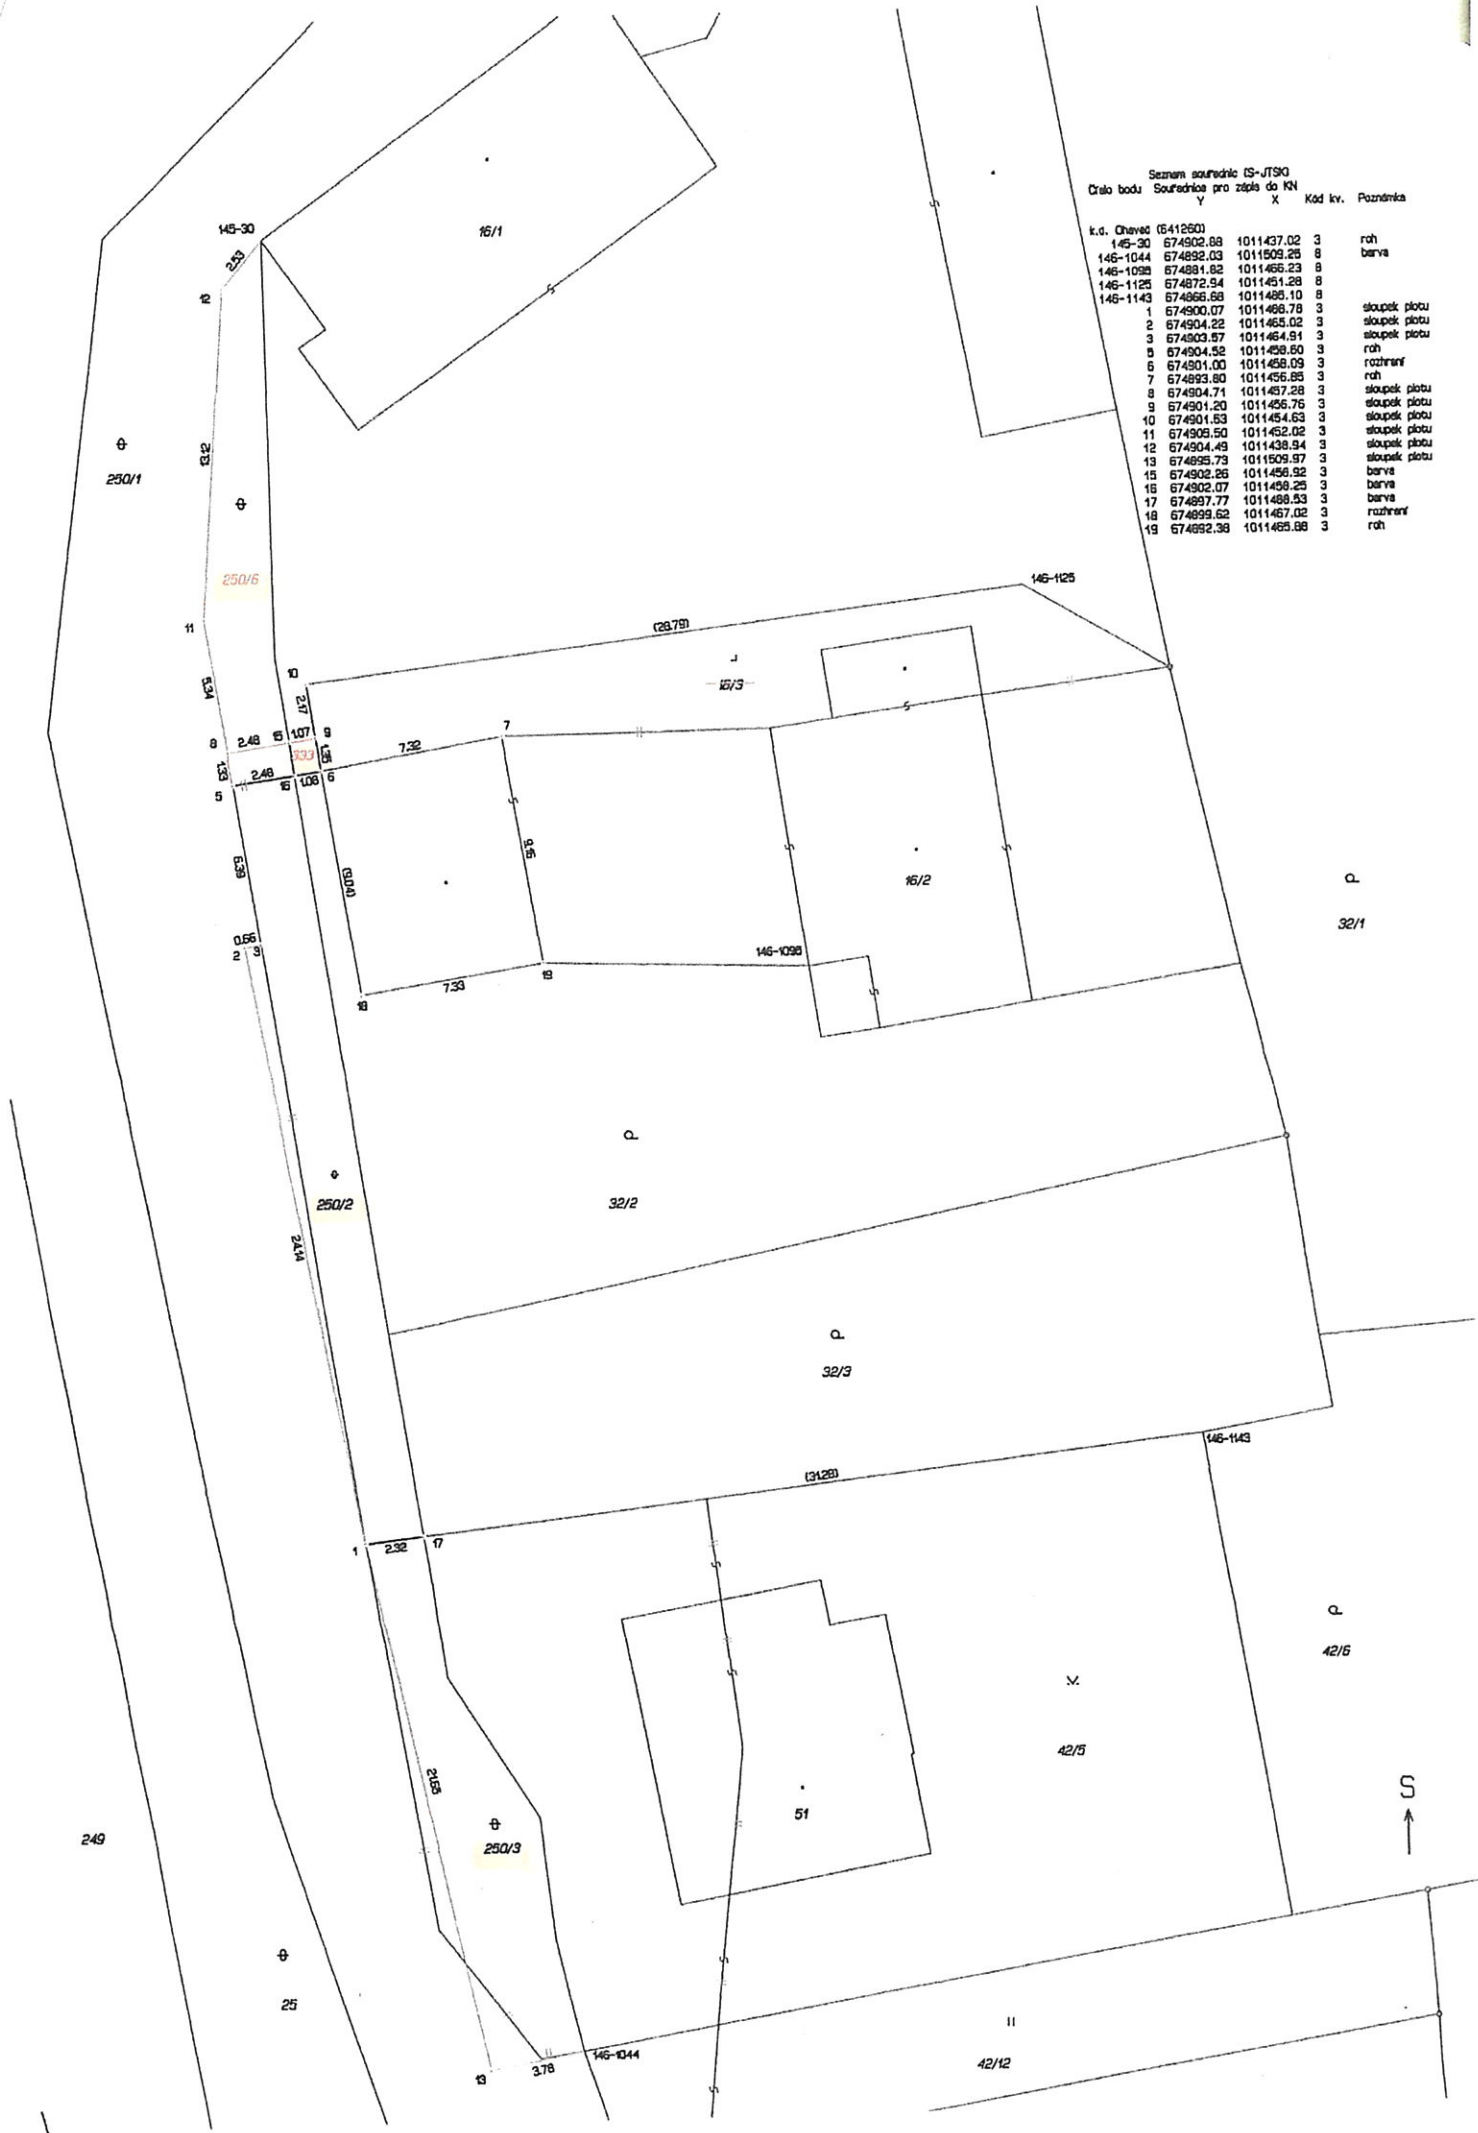 Seznam souřadnic (S-JTSK)
Číslo bodu Souřadnice pro zápis do KN
Y X Kód kv. Poznámka
k.ú. (641260)
145-30 674902.88 1011437.02 3 roh
146-1044 674892.03 1011509.25 8 barva
146-1095 674881.82 1011466.23 8
146-1125 674872.94 1011451.28 8
146-1143 674866.68 1011485.10 8
1 674900.07 1011488.78 3 sloupek plotu
2 674904.22 1011465.02 3 sloupek plotu
3 674903.57 1011464.91 3 sloupek plotu
5 674904.52 1011458.60 3 roh
6 674901.00 1011458.09 3 rozhraní
7 674893.80 1011456.85 3 roh
8 674904.71 1011457.28 3 sloupek plotu
9 674901.20 1011456.76 3 sloupek plotu
10 674901.53 1011454.63 3 sloupek plotu
11 674905.50 1011452.02 3 sloupek plotu
12 674904.49 1011438.94 3 sloupek plotu
13 674895.73 1011509.97 3 sloupek plotu
15 674902.26 1011456.92 3 barva
16 674902.07 1011458.25 3 barva
17 674897.77 1011488.53 3 barva
18 674899.62 1011467.02 3 rozhraní
19 674892.38 1011465.88 3 roh
145-30
16/1
2.53
12
250/1
13.12
250/6
11
146-1125
(28.79)
10
16/3
5.34
2.17
7
8
2.48
15
1.07
9
7.32
1.33
333
1.35
5
2.48
16
1.08
6
6.39
(9.04)
9.15
16/2
32/1
0.66
2
3
146-1095
19
7.33
18
32/2
250/2
24.14
32/3
146-1143
(31.28)
1
2.32
17
42/6
42/5
21.65
S
51
249
250/3
25
42/12
146-1044
13
3.78